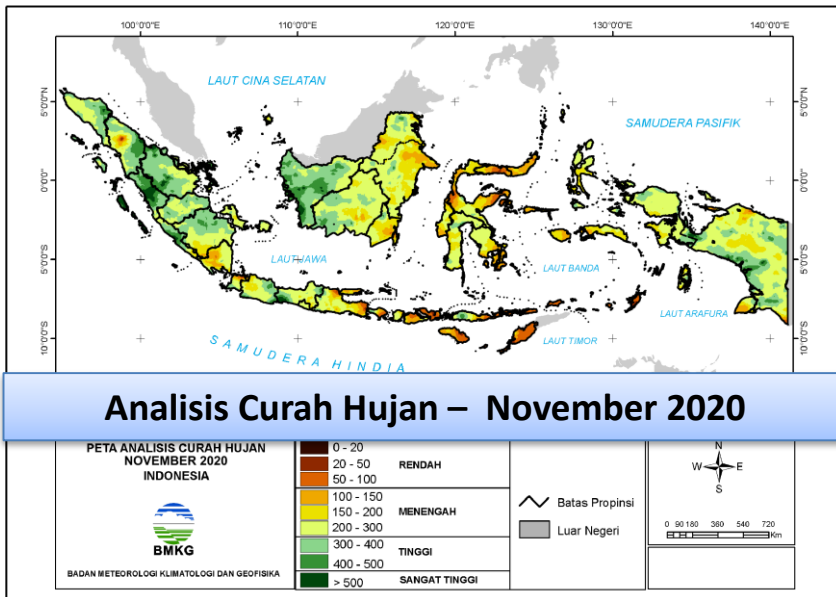 100°0'0"E 110°0'0"E 120°0'0"E 130°0'0"E 140°0'0"E
LAUT CINA SELATAN
SAMUDERA PASIFIK
5°0'0"N 5°0'0"N
0°0'0" 0°0'0"
5°0'0"S 5°0'0"S
10°0'0"S 10°0'0"S
LAUT JAWA
LAUT BANDA
LAUT ARAFURA
LAUT TIMOR
SAMUDERA HINDIA
Analisis Curah Hujan – November 2020
PETA ANALISIS CURAH HUJAN
NOVEMBER 2020
INDONESIA
BMKG
BADAN METEOROLOGI KLIMATOLOGI DAN GEOFISIKA
0 - 20
20 - 50
50 - 100
RENDAH
100 - 150
150 - 200
200 - 300
MENENGAH
300 - 400
400 - 500
TINGGI
> 500
SANGAT TINGGI
Batas Propinsi
Luar Negeri
N
W E
S
0 90 180 360 540 720
Km